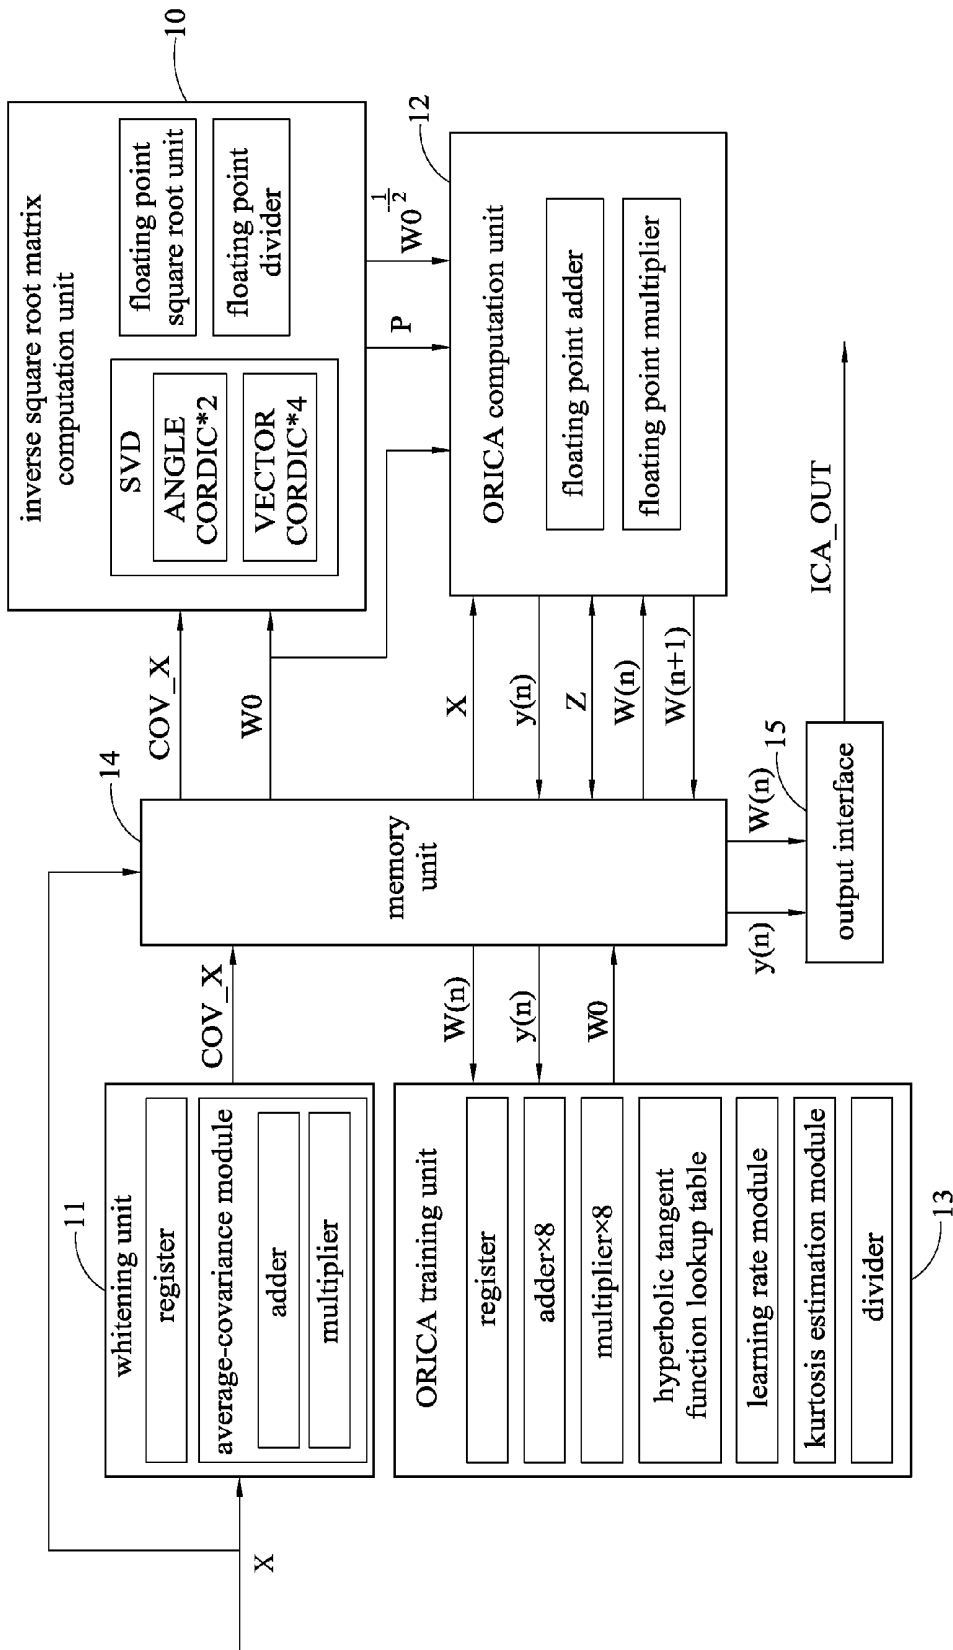 X
11
whitening unit
register
average-covariance module
adder
multiplier
COV_X
14
memory
unit
COV_X
W0
inverse square root matrix
computation unit
10
SVD
ANGLE
CORDIC*2
VECTOR
CORDIC*4
floating point
square root unit
floating point
divider
P
W0^-1/2
12
ORICA computation unit
floating point adder
floating point multiplier
X
y(n)
Z
W(n)
W(n+1)
ORICA training unit
register
adder×8
multiplier×8
hyperbolic tangent
function lookup table
learning rate module
kurtosis estimation module
divider
13
W(n)
y(n)
W0
y(n)
W(n)
15
output interface
ICA_OUT